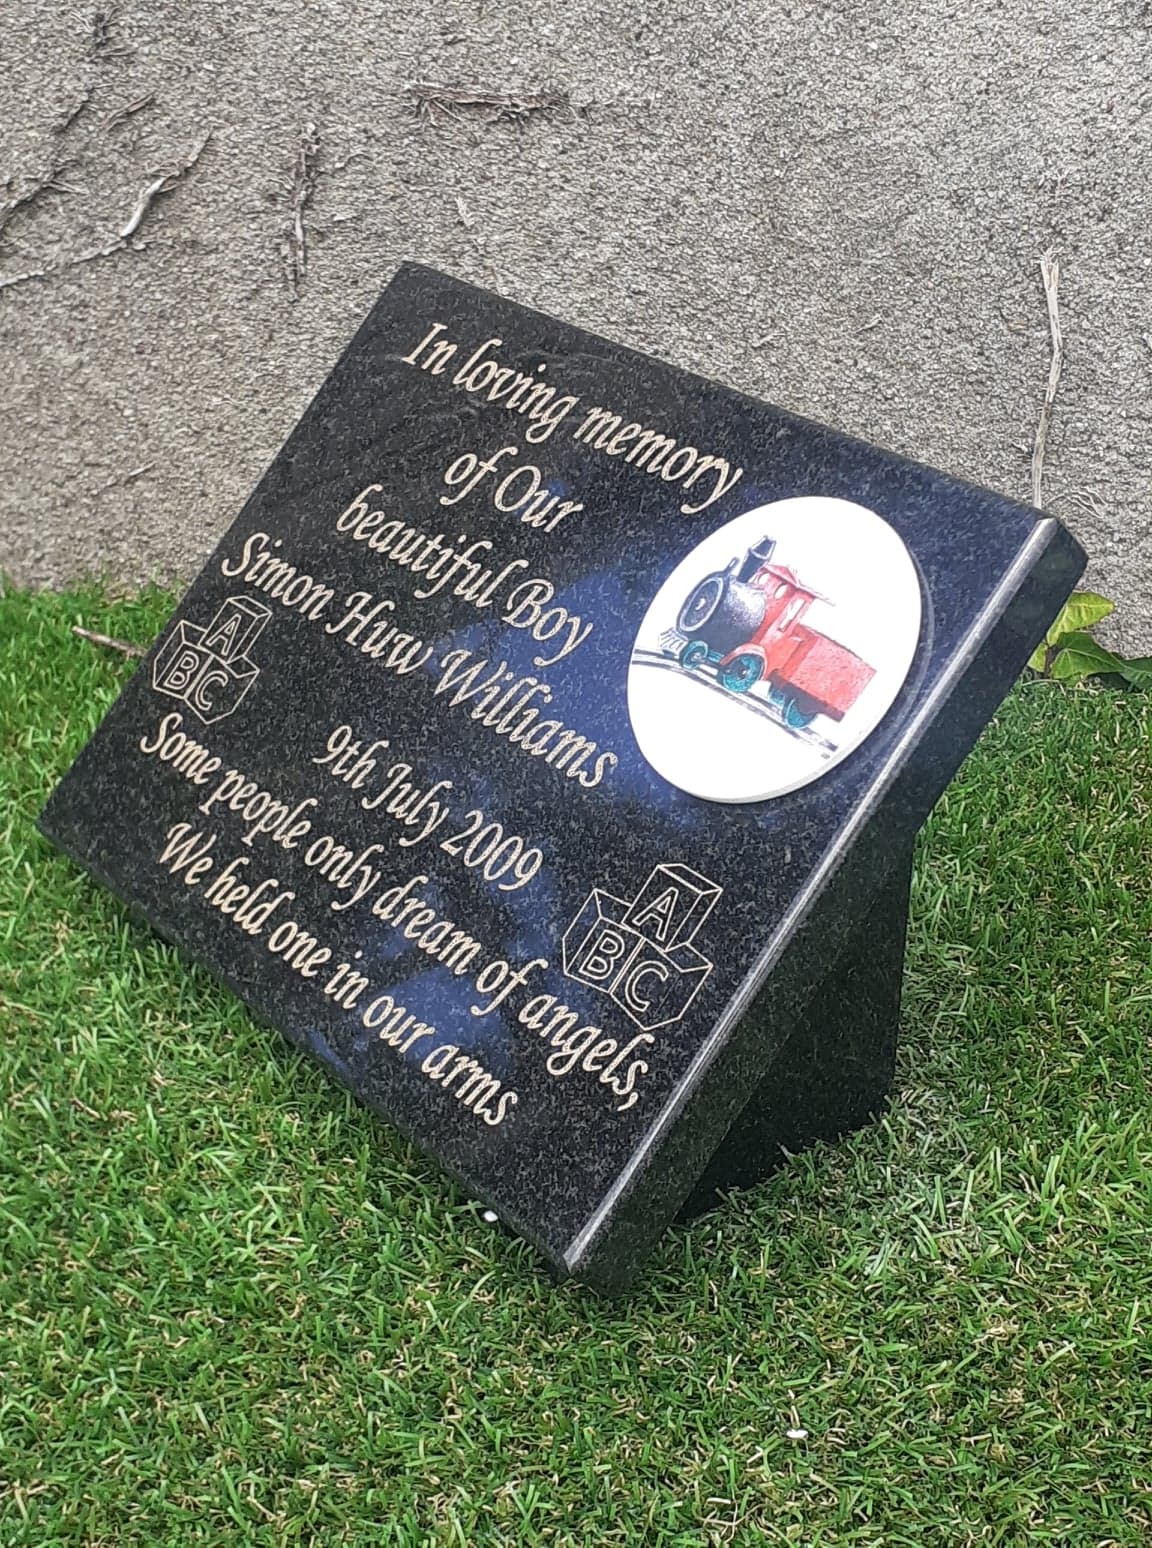 In loving memory
of Our
beautiful Boy
Simon Huw Williams
A
B C
9th July 2009
A
B C
Some people only dream of angels,
We held one in our arms